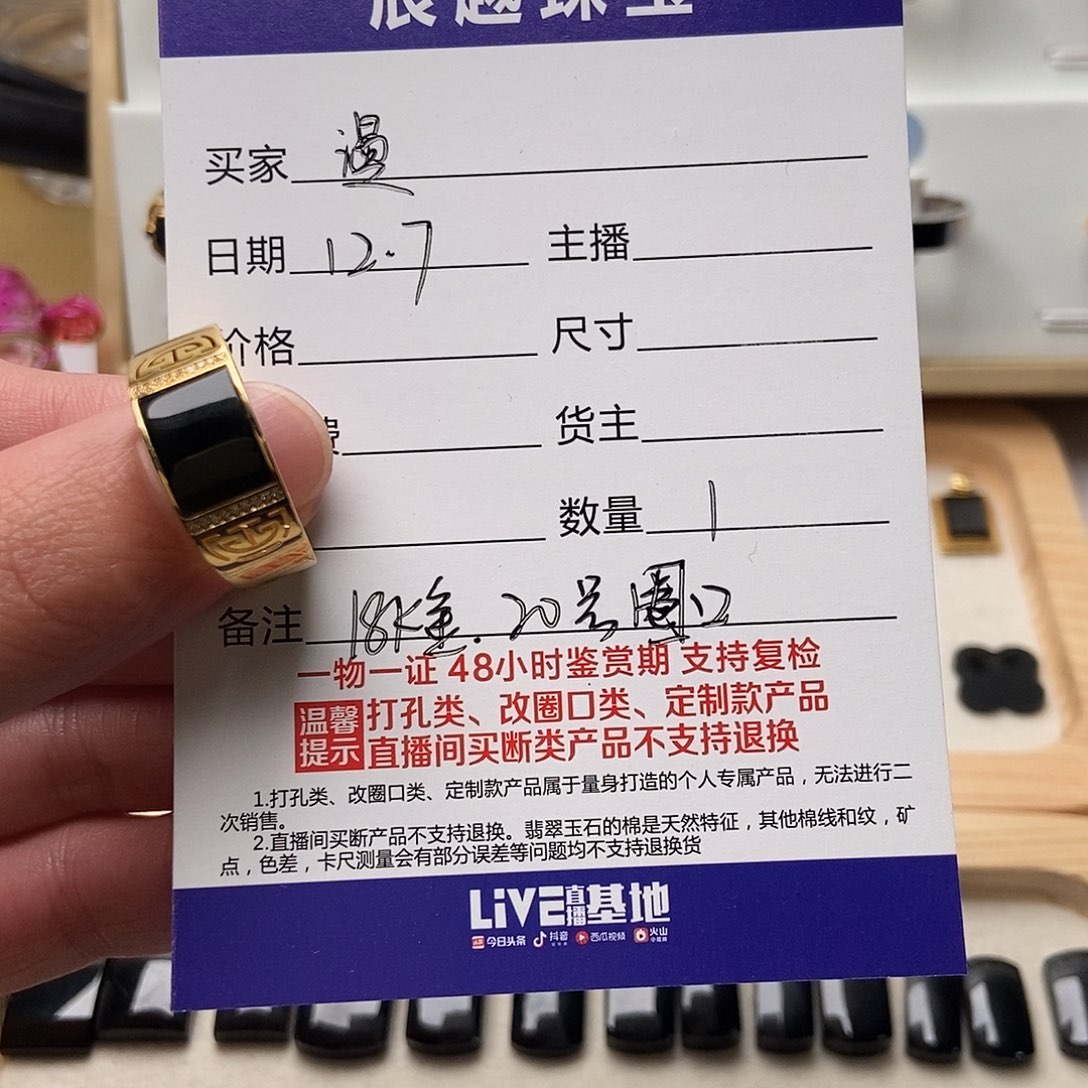 辰越珠宝
买家 温
日期 12.7 主播
价格 尺寸
费 货主
数量 1
备注 18K金.20号圈口
一物一证 48小时鉴赏期 支持复检
温馨提示 打孔类、改圈口类、定制款产品
直播间买断类产品不支持退换
1.打孔类、改圈口类、定制款产品属于量身打造的个人专属产品，无法进行二
次销售。
2.直播间买断产品不支持退换。翡翠玉石的棉是天然特征，其他棉线和纹，矿
点，色差，卡尺测量会有部分误差等问题均不支持退换货
LiVE直播基地
今日头条 抖音 西瓜视频 火山小视频